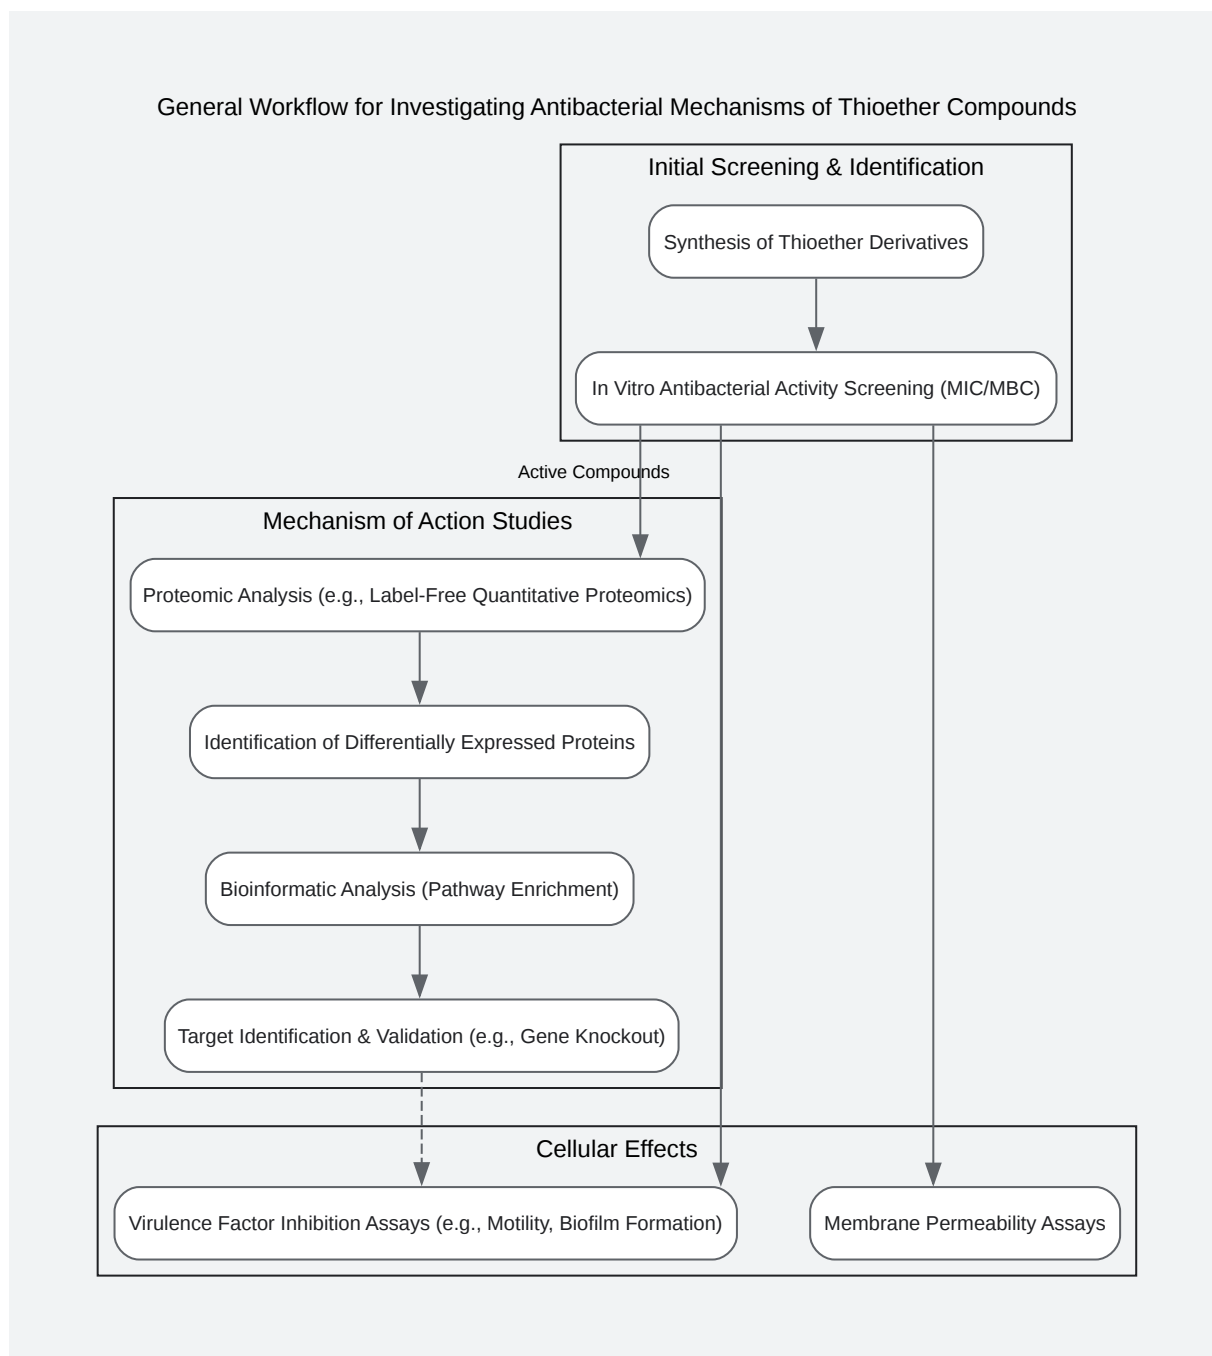 General Workflow for Investigating Antibacterial Mechanisms of Thioether Compounds
Initial Screening & Identification
Synthesis of Thioether Derivatives
In Vitro Antibacterial Activity Screening (MIC/MBC)
Active Compounds
Mechanism of Action Studies
Proteomic Analysis (e.g., Label-Free Quantitative Proteomics)
Identification of Differentially Expressed Proteins
Bioinformatic Analysis (Pathway Enrichment)
Target Identification & Validation (e.g., Gene Knockout)
Cellular Effects
Virulence Factor Inhibition Assays (e.g., Motility, Biofilm Formation)
Membrane Permeability Assays